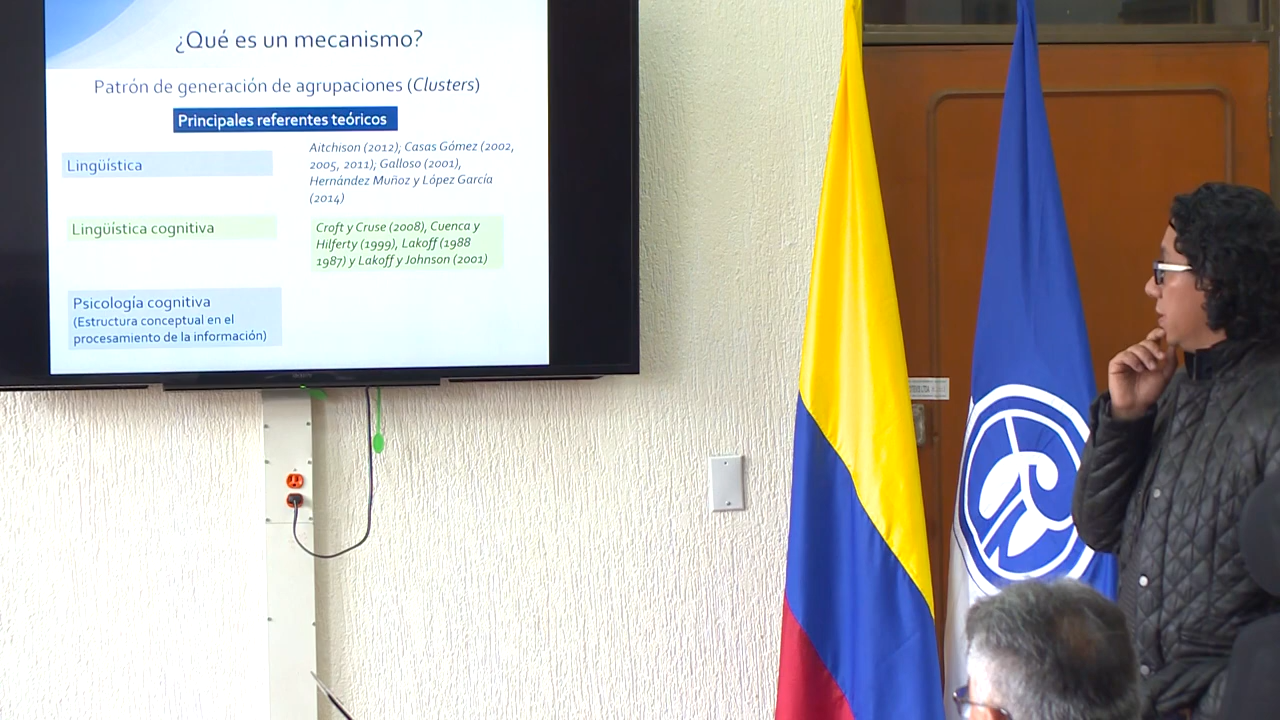 ¿Qué es un mecanismo?
Patrón de generación de agrupaciones (Clusters)
Principales referentes teóricos
Lingüística
Aitchison (2012); Casas Gómez (2002,
2005, 2011); Galloso (2001),
Hernández Muñoz y López García
(2014)
Lingüística cognitiva
Croft y Cruse (2008), Cuenca y
Hilferty (1999), Lakoff (1988
1987) y Lakoff y Johnson (2001)
Psicología cognitiva
(Estructura conceptual en el
procesamiento de la información)